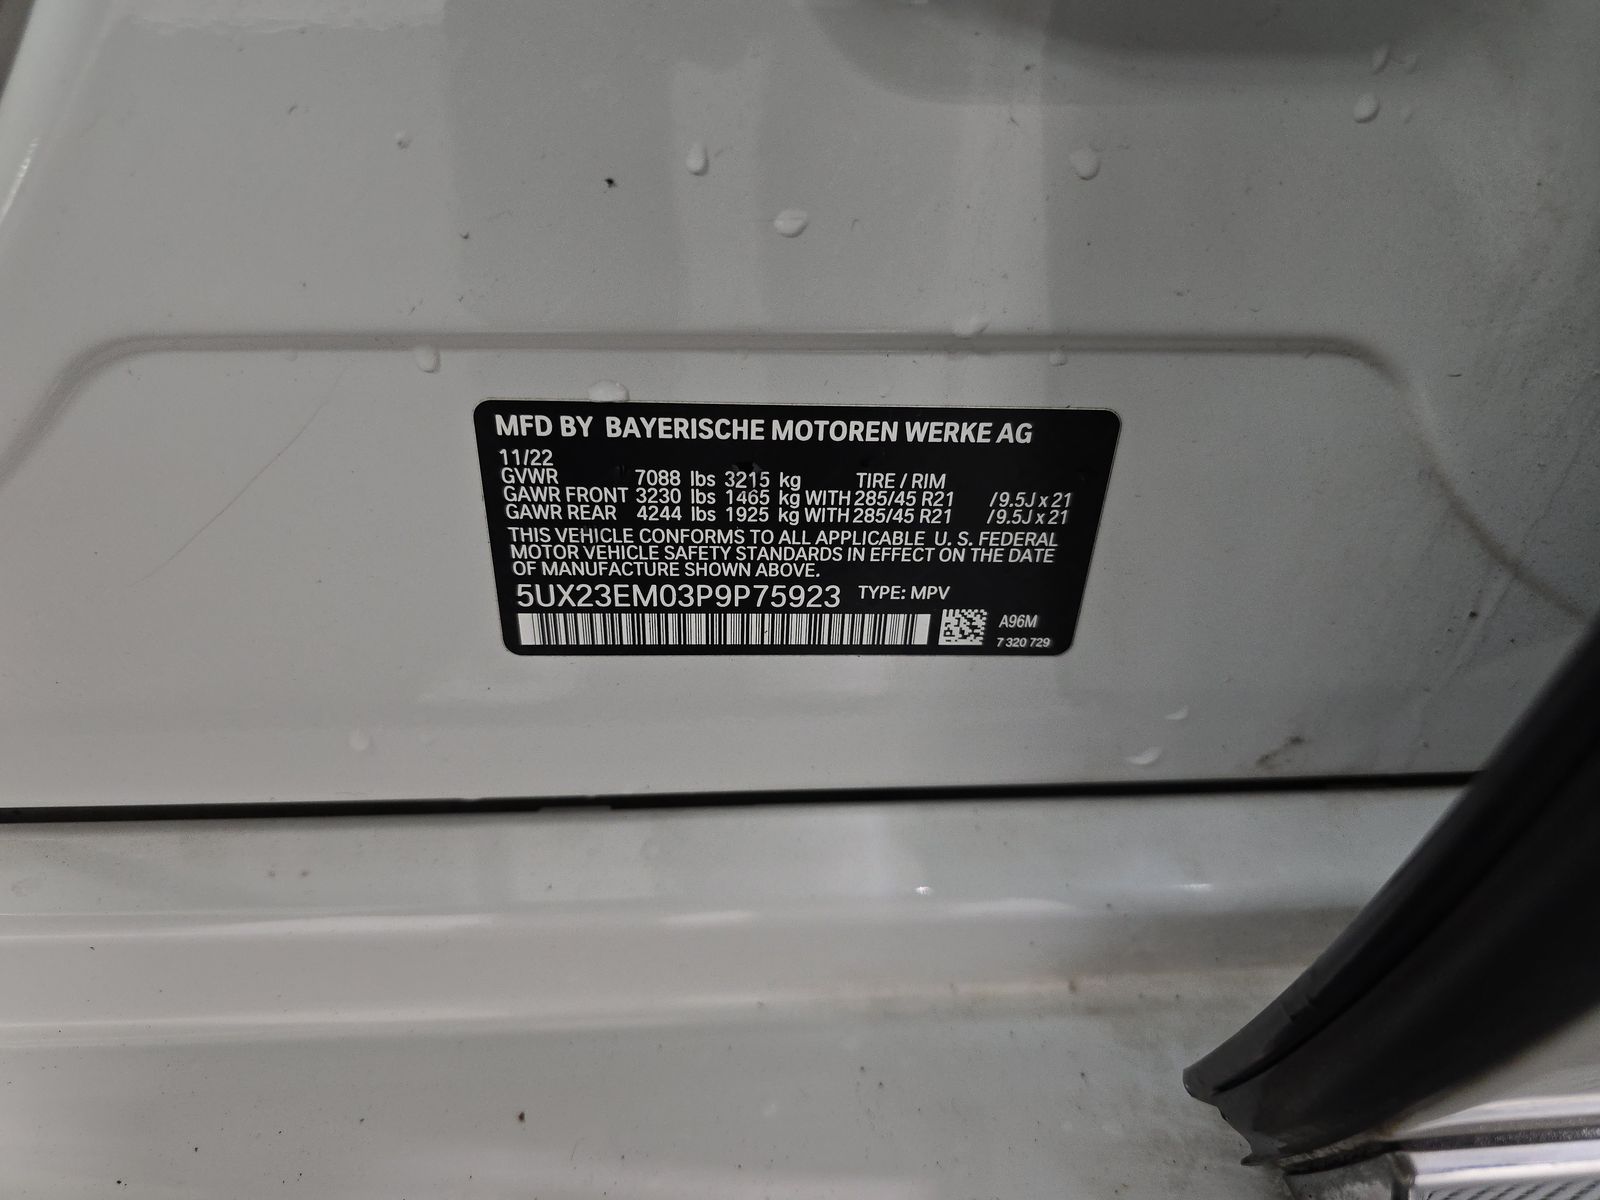 MFD BY BAYERISCHE MOTOREN WERKE AG
11/22
GVWR 7088 lbs 3215 kg TIRE / RIM
GAWR FRONT 3230 lbs 1465 kg WITH 285/45 R21 / 9.5J x 21
GAWR REAR 4244 lbs 1925 kg WITH 285/45 R21 / 9.5J x 21
THIS VEHICLE CONFORMS TO ALL APPLICABLE U. S. FEDERAL
MOTOR VEHICLE SAFETY STANDARDS IN EFFECT ON THE DATE
OF MANUFACTURE SHOWN ABOVE.
5UX23EM03P9P75923 TYPE: MPV
A96M
7 320 729